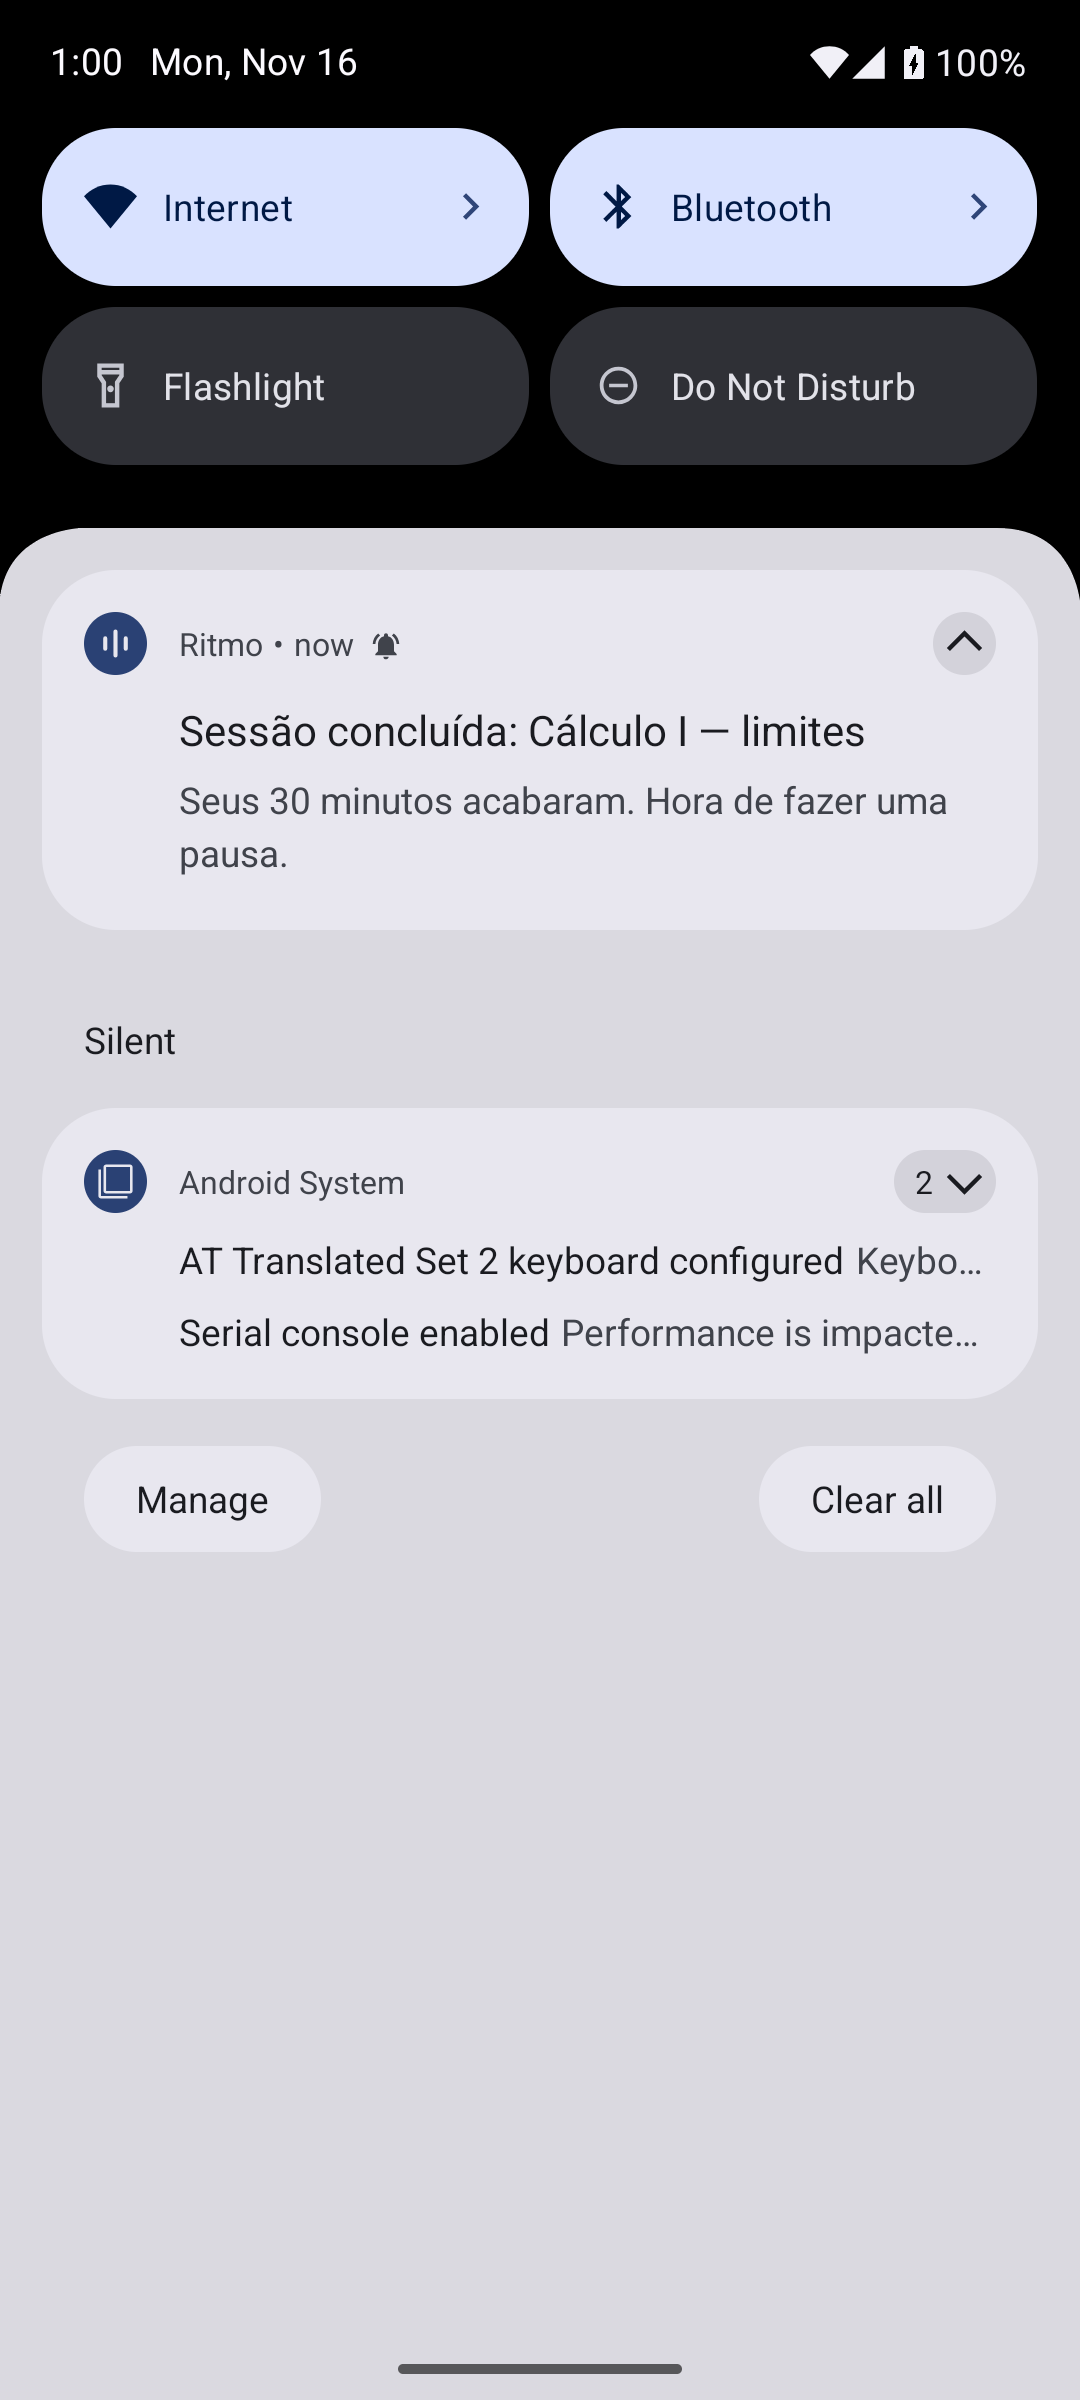 1:00 Mon, Nov 16 100%
Internet Bluetooth
Flashlight Do Not Disturb
Ritmo • now
Sessão concluída: Cálculo I — limites
Seus 30 minutos acabaram. Hora de fazer uma
pausa.
Silent
Android System 2
AT Translated Set 2 keyboard configured Keybo…
Serial console enabled Performance is impacte…
Manage Clear all